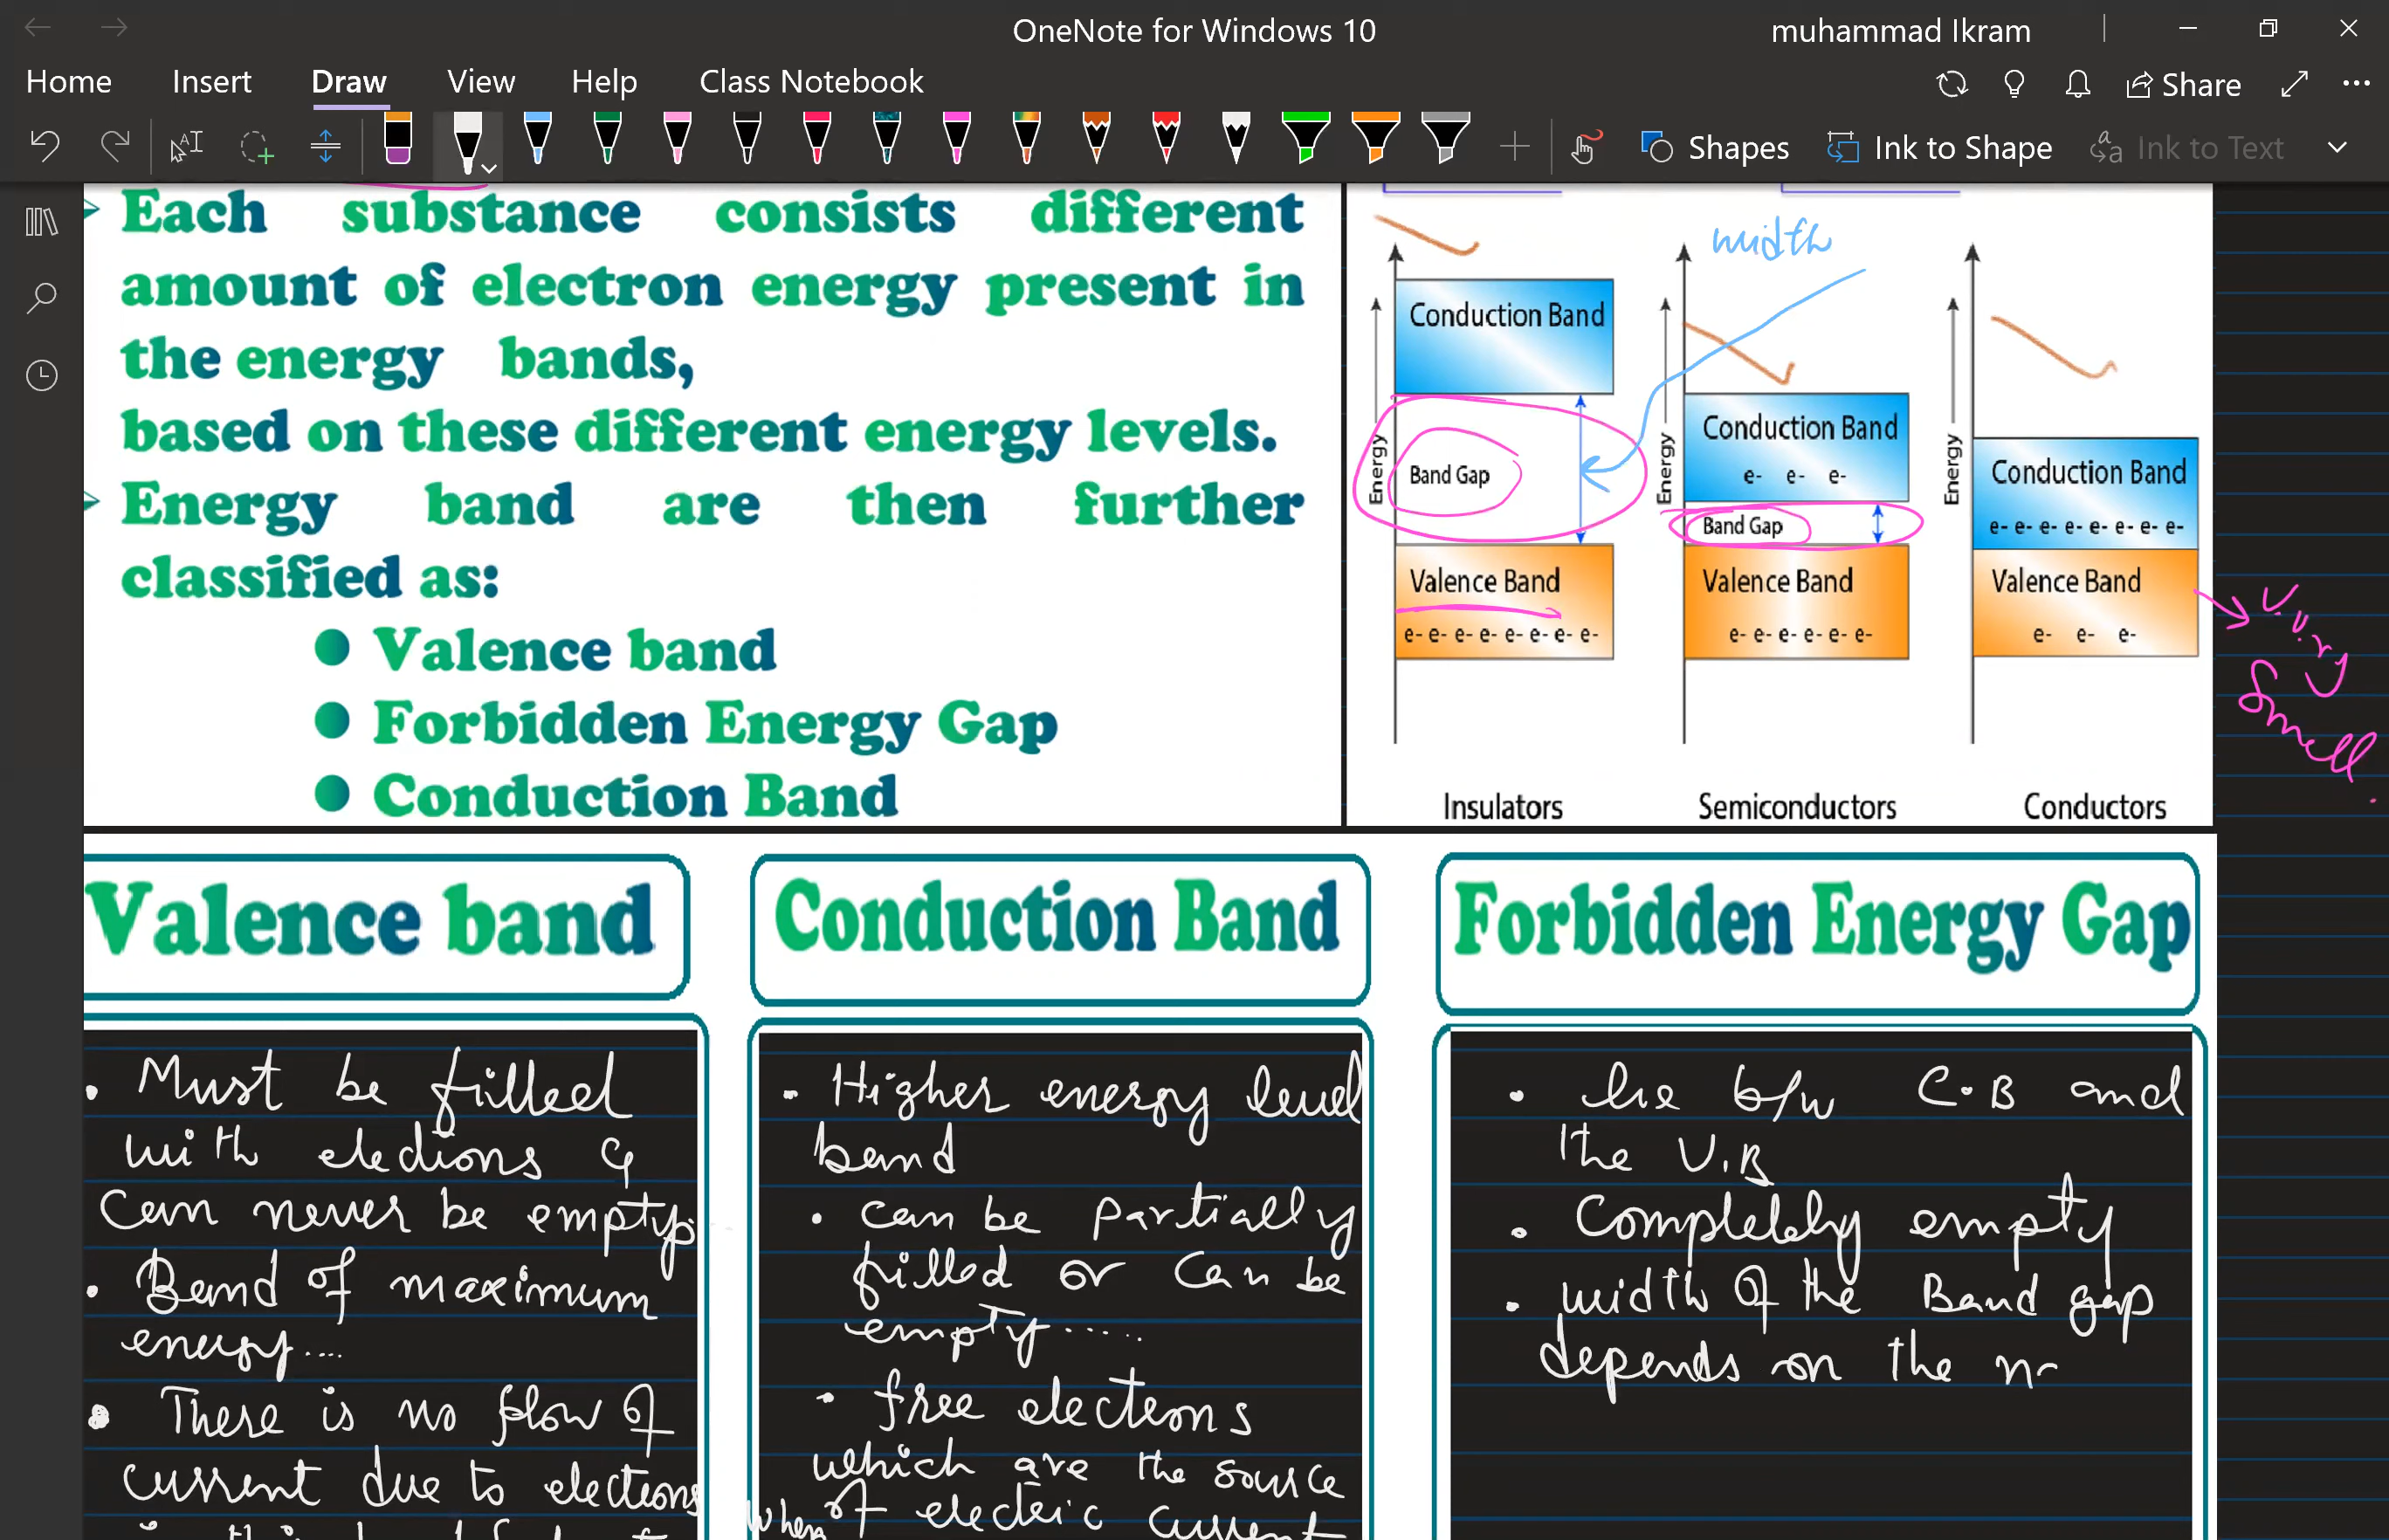 OneNote for Windows 10
muhammad Ikram
Home Insert Draw View Help Class Notebook
Share
Shapes Ink to Shape Ink to Text
Each substance consists different
amount of electron energy present in
the energy bands,
based on these different energy levels.
Energy band are then further
classified as:
Valence band
Forbidden Energy Gap
Conduction Band
width
Energy
Conduction Band
Band Gap
Valence Band
e- e- e- e- e- e- e- e-
Insulators
Energy
Conduction Band
e- e- e-
Band Gap
Valence Band
e- e- e- e- e- e-
Semiconductors
Energy
Conduction Band
e- e- e- e- e- e- e- e-
Valence Band
e- e- e-
Conductors
Small
Valence band
• Must be filled
with electrons &
Can never be empty
• Band of maximum
energy....
• There is no flow of
current due to electrons
Conduction Band
• Higher energy level
band
• can be partially
filled or can be
empty.....
• free electrons
which are the source
when of electric current
Forbidden Energy Gap
• lie b/w C.B and
the V.B
• Completely empty
• width of the Band gap
depends on the